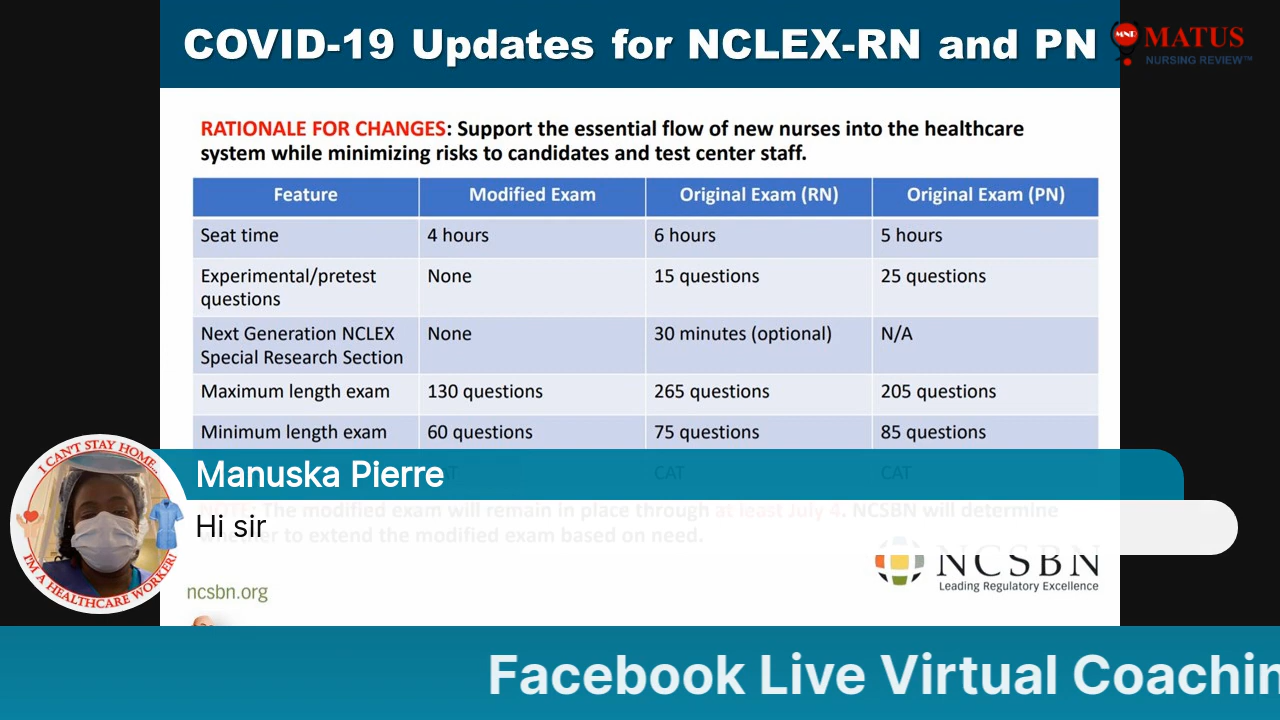 COVID-19 Updates for NCLEX-RN and PN
MNR MATUS
NURSING REVIEW™
RATIONALE FOR CHANGES: Support the essential flow of new nurses into the healthcare
system while minimizing risks to candidates and test center staff.
Feature Modified Exam Original Exam (RN) Original Exam (PN)
Seat time 4 hours 6 hours 5 hours
Experimental/pretest
questions None 15 questions 25 questions
Next Generation NCLEX
Special Research Section None 30 minutes (optional) N/A
Maximum length exam 130 questions 265 questions 205 questions
Minimum length exam 60 questions 75 questions 85 questions
CAT CAT
The modified exam will remain in place through at least July 4. NCSBN will determine
to extend the modified exam based on need.
I CAN'T STAY HOME..
I'M A HEALTHCARE WORKER!
Manuska Pierre
Hi sir
ncsbn.org
NCSBN
Leading Regulatory Excellence
Facebook Live Virtual Coachin